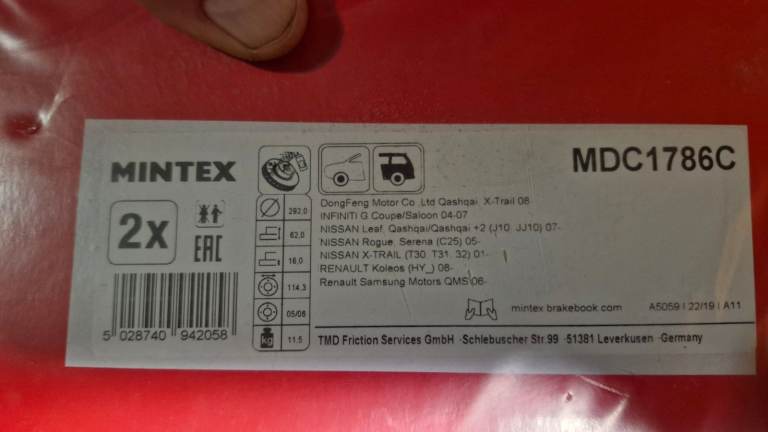 MINTEX
MDC1786C
2x
EAC
292,0
62,0
16,0
114,3
05/06
kg 11.5
DongFeng Motor Co.,Ltd Qashqai, X-Trail 08
INFINITI G Coupe/Saloon 04-07
NISSAN Leaf, Qashqai/Qashqai +2 (J10, JJ10) 07-
NISSAN Rogue, Serena (C25) 05-
NISSAN X-TRAIL (T30, T31, 32) 01-
RENAULT Koleos (HY_) 08-
Renault Samsung Motors QM5 06-
mintex brakebook.com
A5059 | 22/19 | A11
5 028740 942058
TMD Friction Services GmbH · Schlebuscher Str.99 · 51381 Leverkusen · Germany